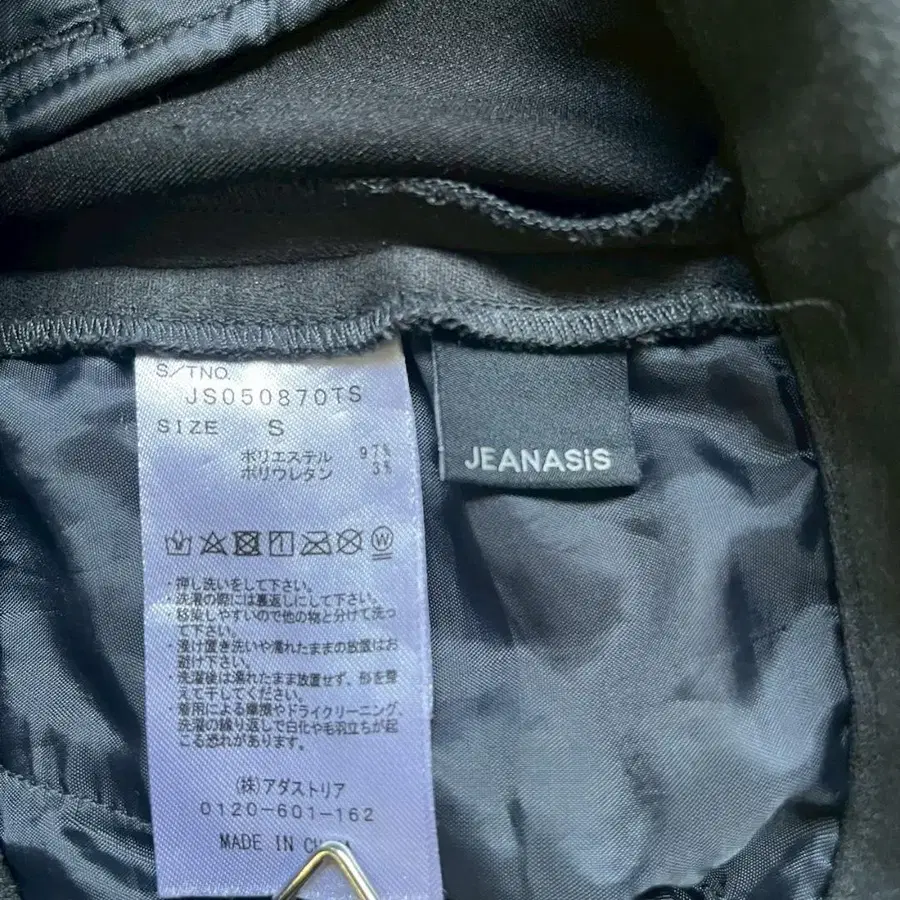 S/TNO.
JS050870TS
SIZE S
ポリエステル 97%
ポリウレタン 3%
・押し洗いをして下さい。
・洗濯の際には裏返しにして下さい。
・移染しやすいので他の物と分けて洗っ
て下さい。
・浸け置き洗いや濡れたままの放置はお
避け下さい。
・洗濯後は濡れたまま放置せず、形を整
えて干してください。
・着用による摩擦やドライクリーニング、
洗濯の繰り返しで白化や毛羽立ちが起
こる恐れがあります。
(株)アダストリア
0120-601-162
MADE IN
JEANASiS